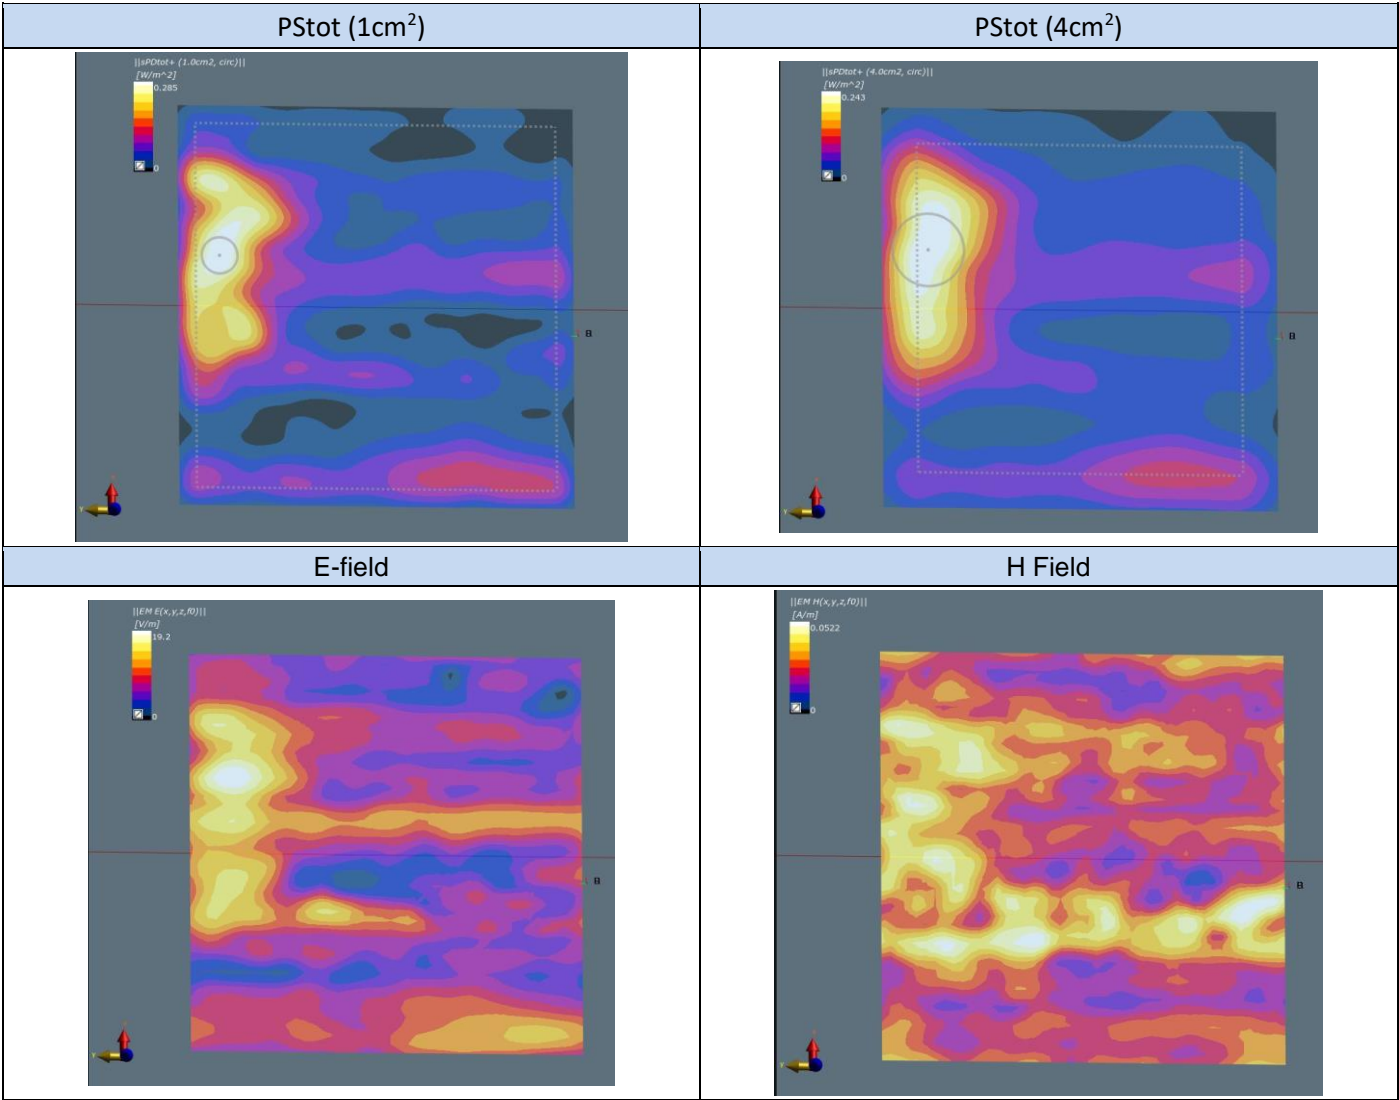 PStot (1cm²)
PStot (4cm²)
||sPDtot+ (1.0cm2, circ)||
[W/m^2]
0.285
0
B
Y
||sPDtot+ (4.0cm2, circ)||
[W/m^2]
0.243
0
B
E-field
H Field
||EM E(x,y,z,f0)||
[V/m]
19.2
0
B
Y
||EM H(x,y,z,f0)||
[A/m]
0.0522
0
B